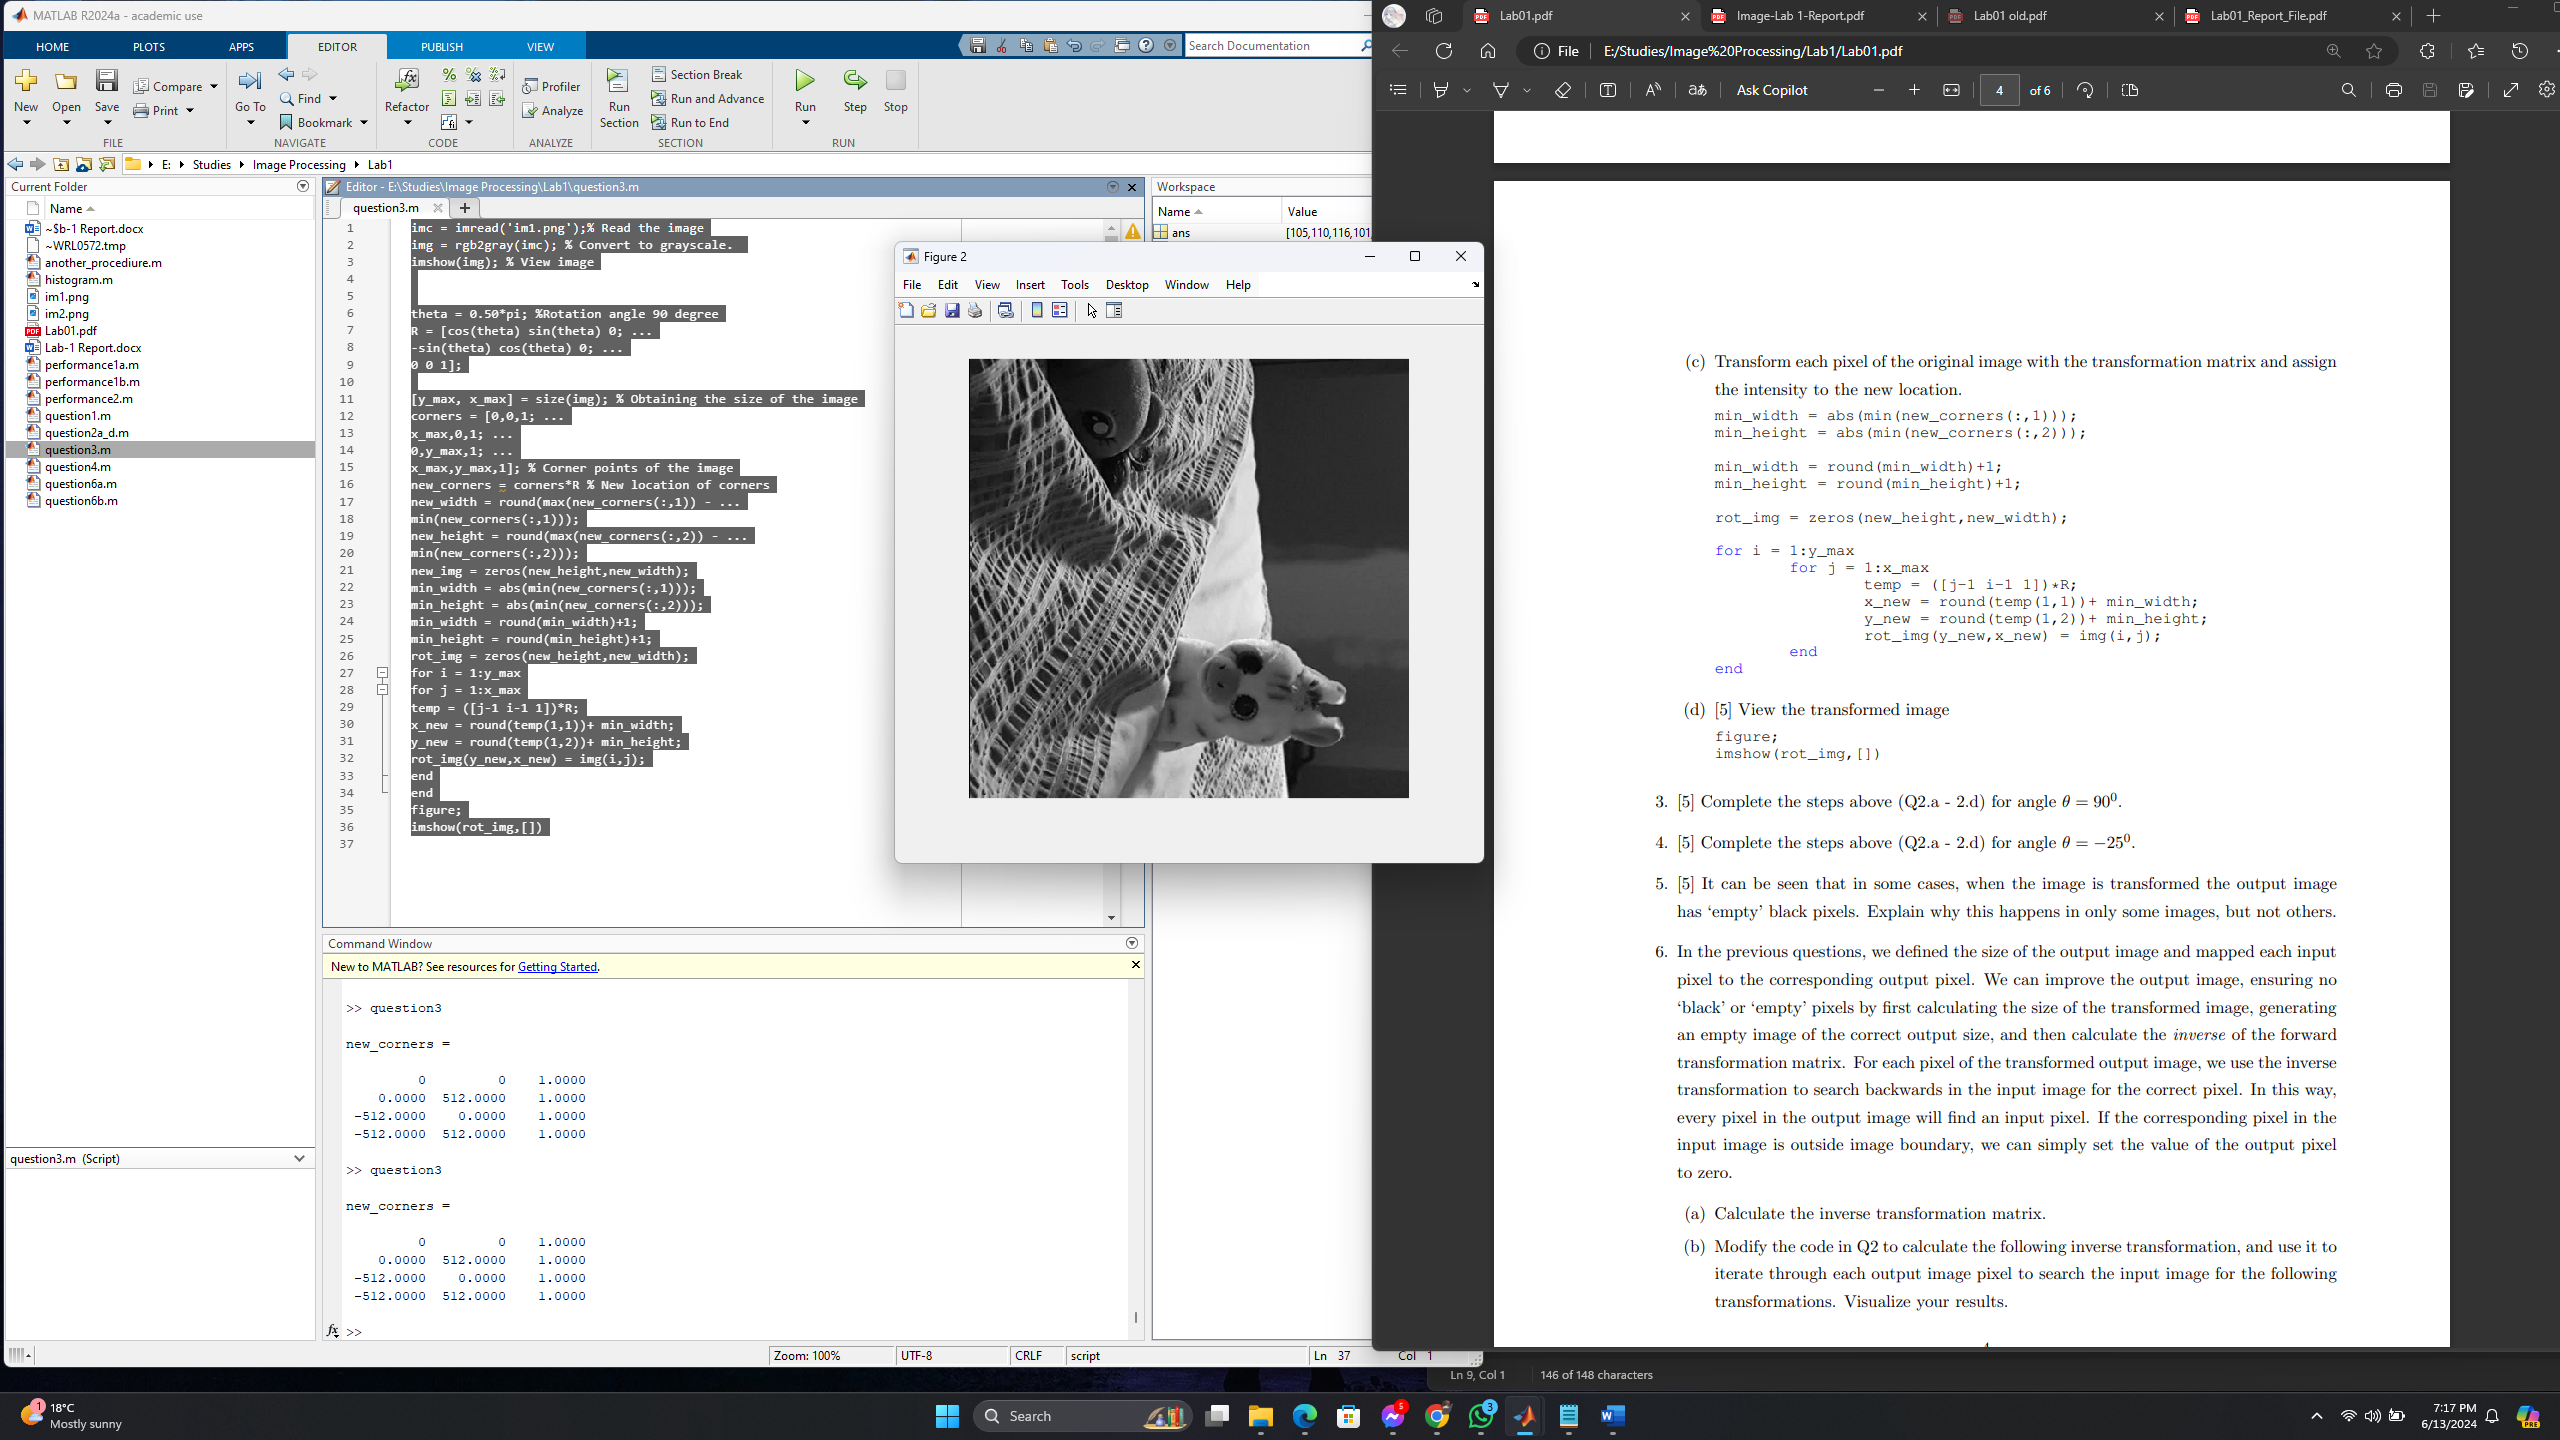 MATLAB R2024a - academic use
HOME PLOTS APPS EDITOR PUBLISH VIEW
Search Documentation
New Open Save Compare Print
FILE
Go To Find Bookmark
NAVIGATE
Refactor
CODE
Profiler
Analyze
ANALYZE
Run Section
Section Break
Run and Advance
Run to End
SECTION
Run Step Stop
RUN
E: Studies Image Processing Lab1
Current Folder
Name
~$b-1 Report.docx
~WRL0572.tmp
another_procediure.m
histogram.m
im1.png
im2.png
Lab01.pdf
Lab-1 Report.docx
performance1a.m
performance1b.m
performance2.m
question1.m
question2a_d.m
question3.m
question4.m
question6a.m
question6b.m
question3.m (Script)
Editor - E:\Studies\Image Processing\Lab1\question3.m
question3.m
1 imc = imread('im1.png');% Read the image
2 img = rgb2gray(imc); % Convert to grayscale.
3 imshow(img); % View image
4
5
6 theta = 0.50*pi; %Rotation angle 90 degree
7 R = [cos(theta) sin(theta) 0; ...
8 -sin(theta) cos(theta) 0; ...
9 0 0 1];
10
11 [y_max, x_max] = size(img); % Obtaining the size of the image
12 corners = [0,0,1; ...
13 x_max,0,1; ...
14 0,y_max,1; ...
15 x_max,y_max,1]; % Corner points of the image
16 new_corners = corners*R % New location of corners
17 new_width = round(max(new_corners(:,1)) - ...
18 min(new_corners(:,1)));
19 new_height = round(max(new_corners(:,2)) - ...
20 min(new_corners(:,2)));
21 new_img = zeros(new_height,new_width);
22 min_width = abs(min(new_corners(:,1)));
23 min_height = abs(min(new_corners(:,2)));
24 min_width = round(min_width)+1;
25 min_height = round(min_height)+1;
26 rot_img = zeros(new_height,new_width);
27 for i = 1:y_max
28 for j = 1:x_max
29 temp = ([j-1 i-1 1])*R;
30 x_new = round(temp(1,1))+ min_width;
31 y_new = round(temp(1,2))+ min_height;
32 rot_img(y_new,x_new) = img(i,j);
33 end
34 end
35 figure;
36 imshow(rot_img,[])
37
Workspace
Name Value
ans [105,110,116,101
Figure 2
File Edit View Insert Tools Desktop Window Help
Command Window
New to MATLAB? See resources for Getting Started.
>> question3
new_corners =
0 0 1.0000
0.0000 512.0000 1.0000
-512.0000 0.0000 1.0000
-512.0000 512.0000 1.0000
>> question3
new_corners =
0 0 1.0000
0.0000 512.0000 1.0000
-512.0000 0.0000 1.0000
-512.0000 512.0000 1.0000
fx >>
Zoom: 100% UTF-8 CRLF script Ln 37 Col 1
Lab01.pdf Image-Lab 1-Report.pdf Lab01 old.pdf Lab01_Report_File.pdf
File E:/Studies/Image%20Processing/Lab1/Lab01.pdf
Ask Copilot 4 of 6
(c) Transform each pixel of the original image with the transformation matrix and assign
the intensity to the new location.
min_width = abs(min(new_corners(:,1)));
min_height = abs(min(new_corners(:,2)));
min_width = round(min_width)+1;
min_height = round(min_height)+1;
rot_img = zeros(new_height,new_width);
for i = 1:y_max
for j = 1:x_max
temp = ([j-1 i-1 1])*R;
x_new = round(temp(1,1))+ min_width;
y_new = round(temp(1,2))+ min_height;
rot_img(y_new,x_new) = img(i,j);
end
end
(d) [5] View the transformed image
figure;
imshow(rot_img,[])
3. [5] Complete the steps above (Q2.a - 2.d) for angle θ = 90⁰.
4. [5] Complete the steps above (Q2.a - 2.d) for angle θ = −25⁰.
5. [5] It can be seen that in some cases, when the image is transformed the output image
has ‘empty’ black pixels. Explain why this happens in only some images, but not others.
6. In the previous questions, we defined the size of the output image and mapped each input
pixel to the corresponding output pixel. We can improve the output image, ensuring no
‘black’ or ‘empty’ pixels by first calculating the size of the transformed image, generating
an empty image of the correct output size, and then calculate the inverse of the forward
transformation matrix. For each pixel of the transformed output image, we use the inverse
transformation to search backwards in the input image for the correct pixel. In this way,
every pixel in the output image will find an input pixel. If the corresponding pixel in the
input image is outside image boundary, we can simply set the value of the output pixel
to zero.
(a) Calculate the inverse transformation matrix.
(b) Modify the code in Q2 to calculate the following inverse transformation, and use it to
iterate through each output image pixel to search the input image for the following
transformations. Visualize your results.
Ln 9, Col 1 146 of 148 characters
1 18°C
Mostly sunny
Search
5
3
7:17 PM
6/13/2024
PRE